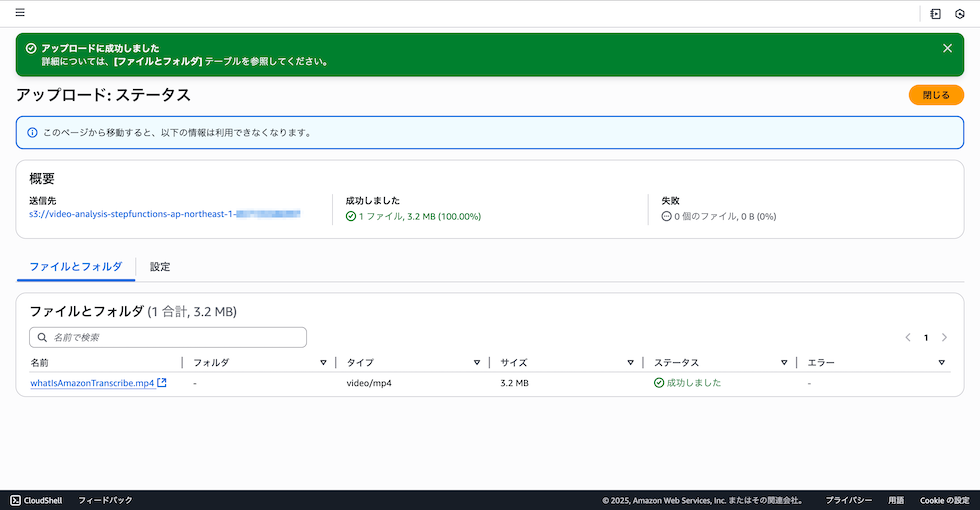 アップロードに成功しました
詳細については、[ファイルとフォルダ] テーブルを参照してください。
アップロード: ステータス
閉じる
このページから移動すると、以下の情報は利用できなくなります。
概要
送信先
s3://video-analysis-stepfunctions-ap-northeast-1-
成功しました
1 ファイル, 3.2 MB (100.00%)
失敗
0 個のファイル, 0 B (0%)
ファイルとフォルダ
設定
ファイルとフォルダ (1 合計, 3.2 MB)
名前で検索
1
名前 フォルダ タイプ サイズ ステータス エラー
whatIsAmazonTranscribe.mp4 - video/mp4 3.2 MB 成功しました -
CloudShell フィードバック © 2025, Amazon Web Services, Inc. またはその関連会社。 プライバシー 用語 Cookie の設定